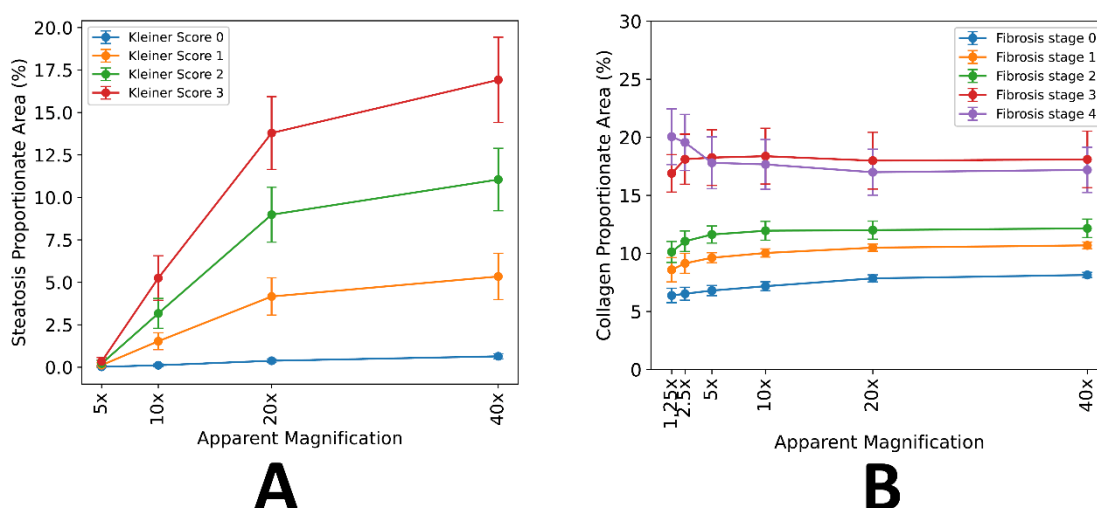 20.0
17.5
15.0
12.5
10.0
7.5
5.0
2.5
0.0
Steatosis Proportionate Area (%)
Kleiner Score 0
Kleiner Score 1
Kleiner Score 2
Kleiner Score 3
5x
10x
20x
40x
Apparent Magnification
A
30
25
20
15
10
5
0
Collagen Proportionate Area (%)
Fibrosis stage 0
Fibrosis stage 1
Fibrosis stage 2
Fibrosis stage 3
Fibrosis stage 4
1.25x
2.5x
5x
10x
20x
40x
Apparent Magnification
B